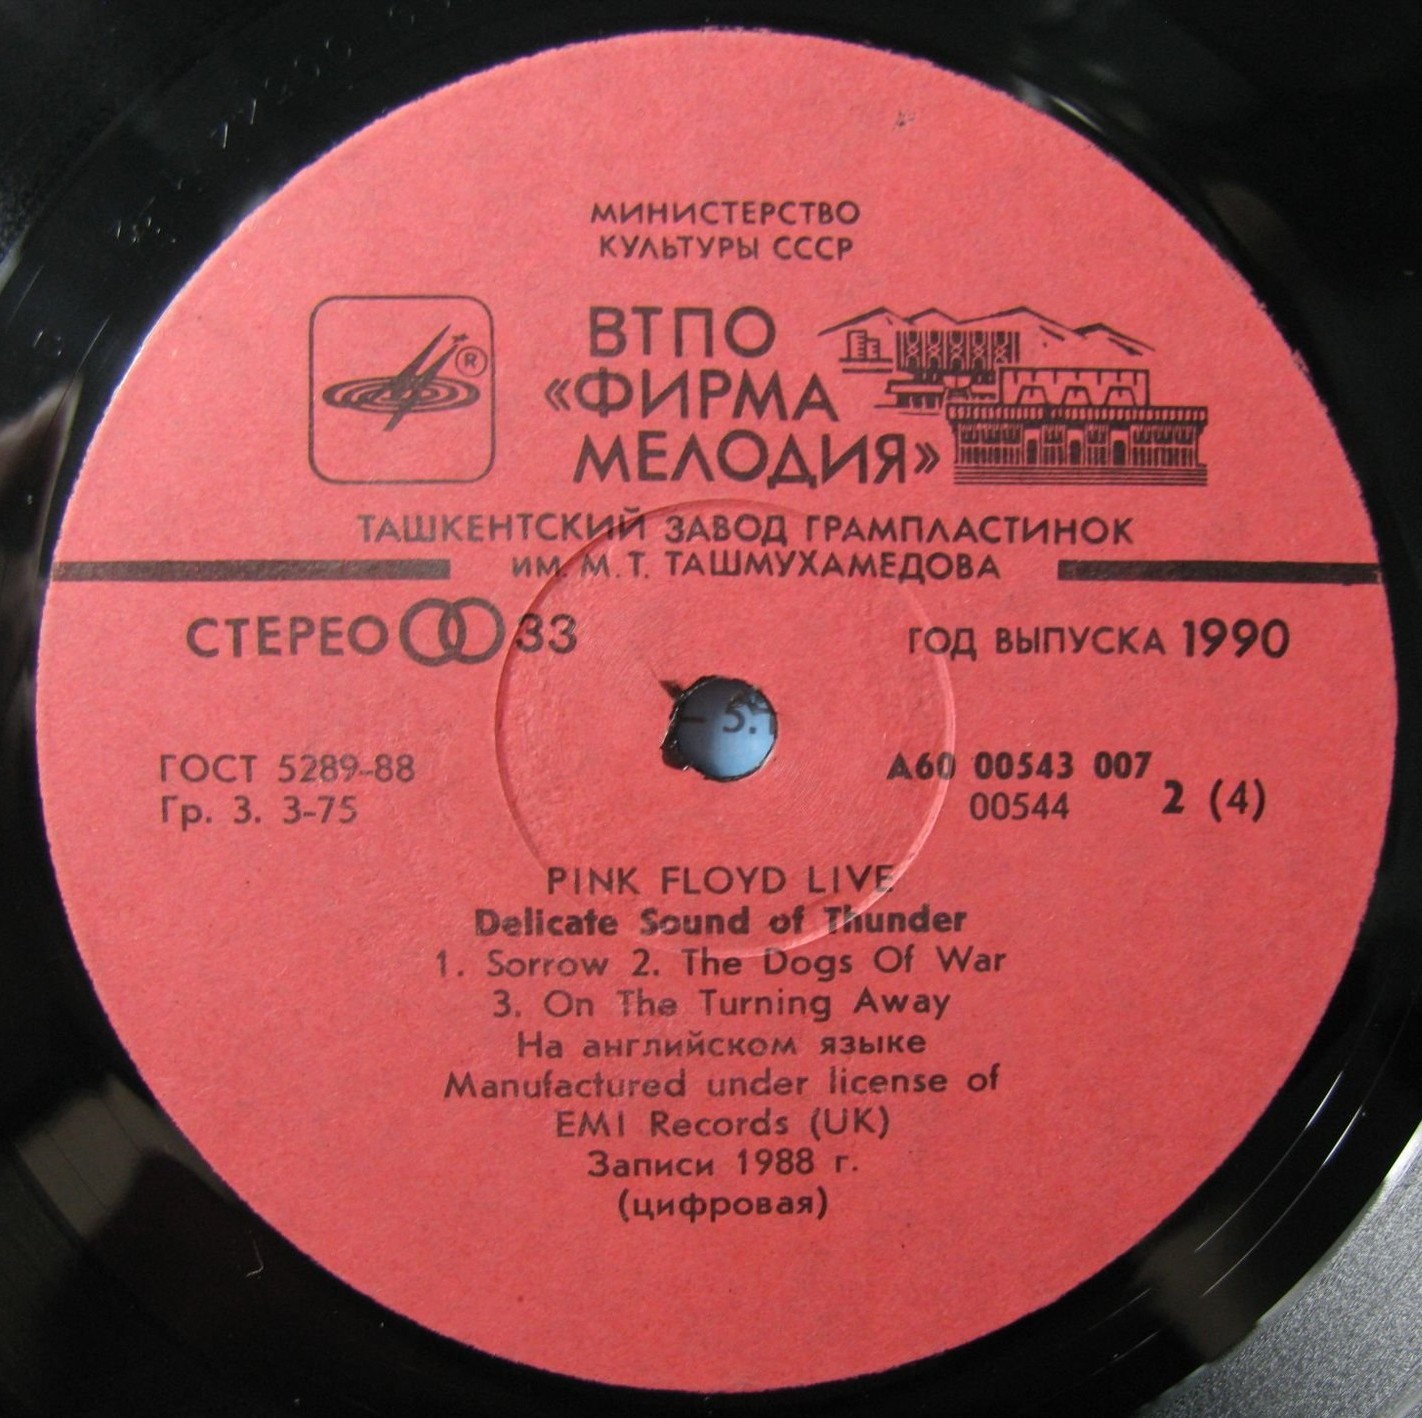 МИНИСТЕРСТВО
КУЛЬТУРЫ СССР
ВТПО
«ФИРМА
МЕЛОДИЯ»
®
ТАШКЕНТСКИЙ ЗАВОД ГРАМПЛАСТИНОК
ИМ. М. Т. ТАШМУХАМЕДОВА
СТЕРЕО 33
ГОД ВЫПУСКА 1990
ГОСТ 5289-88
Гр. 3. 3-75
А60 00543 007
00544
2 (4)
– 5.
PINK FLOYD LIVE
Delicate Sound of Thunder
1. Sorrow 2. The Dogs Of War
3. On The Turning Away
На английском языке
Manufactured under license of
EMI Records (UK)
Записи 1988 г.
(цифровая)